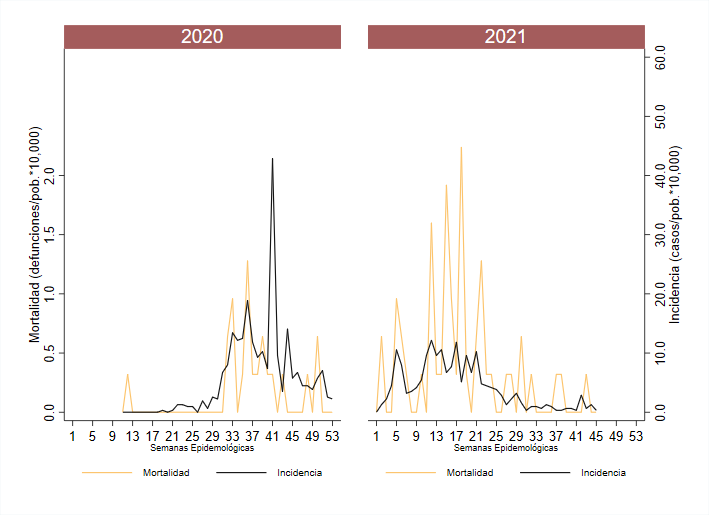 2020
2021
Mortalidad (defunciones/pob.*10,000)
2.0
1.5
1.0
0.5
0.0
60.0
50.0
40.0
30.0
20.0
10.0
0.0
Incidencia (casos/pob.*10,000)
1 5 9 13 17 21 25 29 33 37 41 45 49 53
1 5 9 13 17 21 25 29 33 37 41 45 49 53
Semanas Epidemológicas
Semanas Epidemológicas
Mortalidad Incidencia
Mortalidad Incidencia